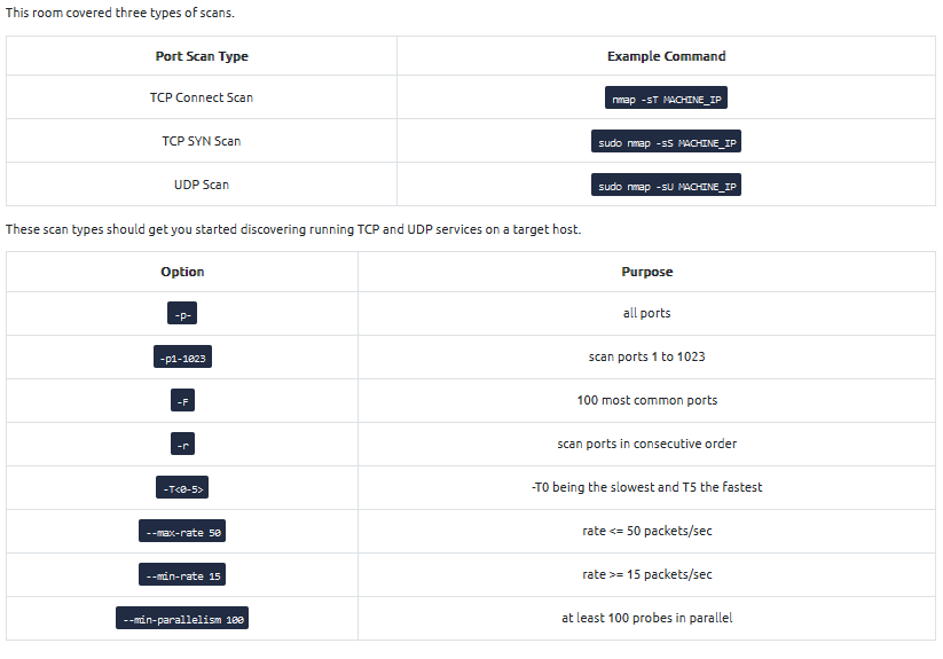 This room covered three types of scans.
Port Scan Type Example Command
TCP Connect Scan nmap -sT MACHINE_IP
TCP SYN Scan sudo nmap -sS MACHINE_IP
UDP Scan sudo nmap -sU MACHINE_IP
These scan types should get you started discovering running TCP and UDP services on a target host.
Option Purpose
-p- all ports
-p1-1023 scan ports 1 to 1023
-F 100 most common ports
-r scan ports in consecutive order
-T<0-5> -T0 being the slowest and T5 the fastest
--max-rate 50 rate <= 50 packets/sec
--min-rate 15 rate >= 15 packets/sec
--min-parallelism 100 at least 100 probes in parallel